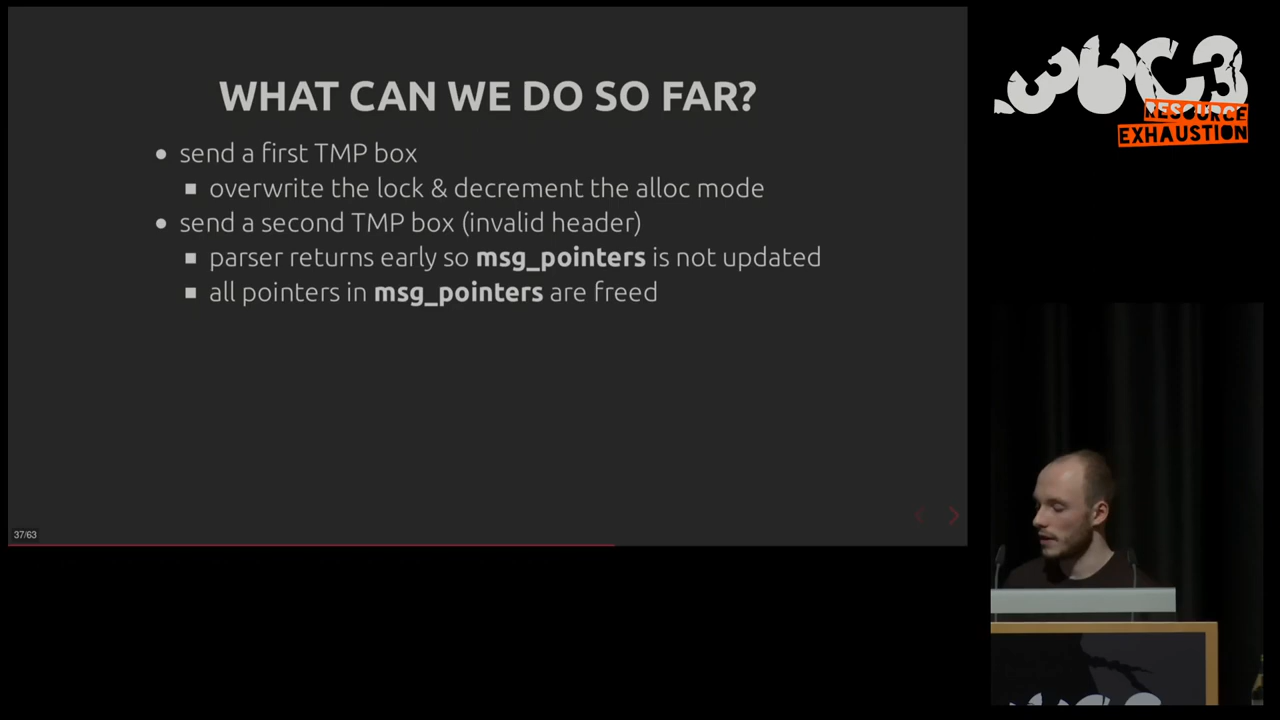 WHAT CAN WE DO SO FAR?
send a first TMP box
overwrite the lock & decrement the alloc mode
send a second TMP box (invalid header)
parser returns early so msg_pointers is not updated
all pointers in msg_pointers are freed
37/63
36C3
RESOURCE
EXHAUSTION